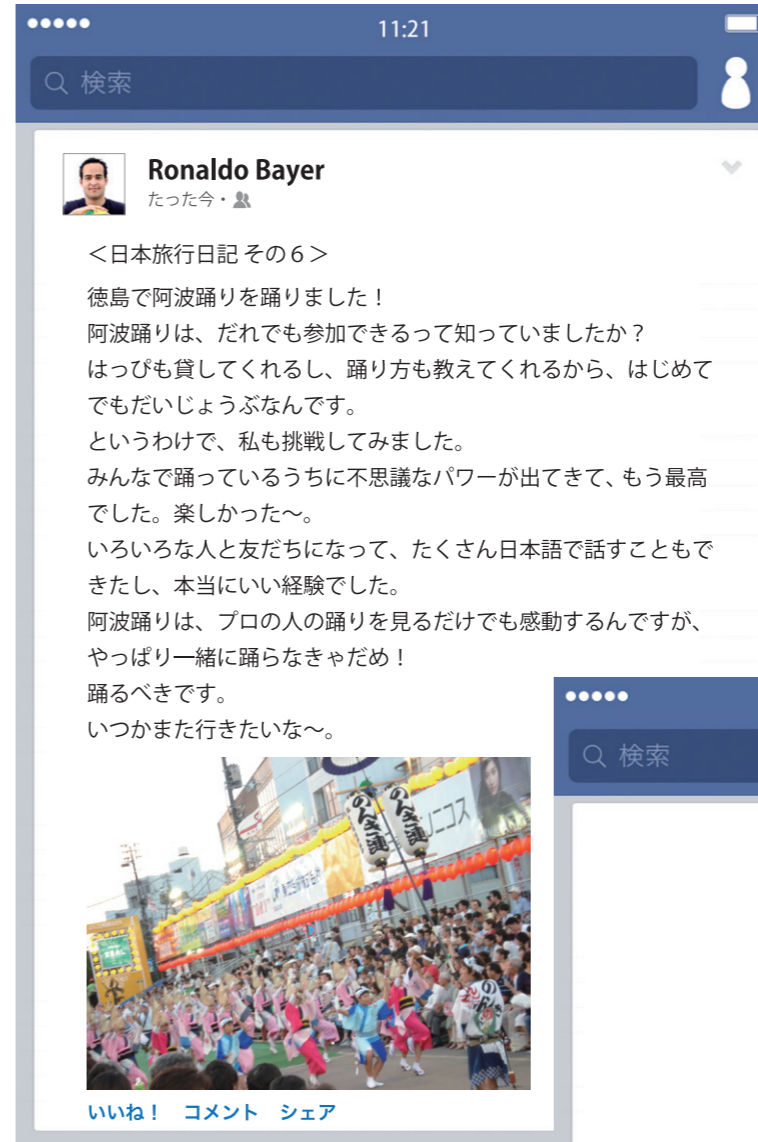 11:21
検索
Ronaldo Bayer
たった今・
＜日本旅行日記 その６＞
徳島で阿波踊りを踊りました！
阿波踊りは、だれでも参加できるって知っていましたか？
はっぴも貸してくれるし、踊り方も教えてくれるから、はじめて
でもだいじょうぶなんです。
というわけで、私も挑戦してみました。
みんなで踊っているうちに不思議なパワーが出てきて、もう最高
でした。楽しかった〜。
いろいろな人と友だちになって、たくさん日本語で話すこともで
きたし、本当にいい経験でした。
阿波踊りは、プロの人の踊りを見るだけでも感動するんですが、
やっぱり一緒に踊らなきゃだめ！
踊るべきです。
いつかまた行きたいな〜。
検索
のんき連
のんき連
ニコス
いいね！　コメント　シェア